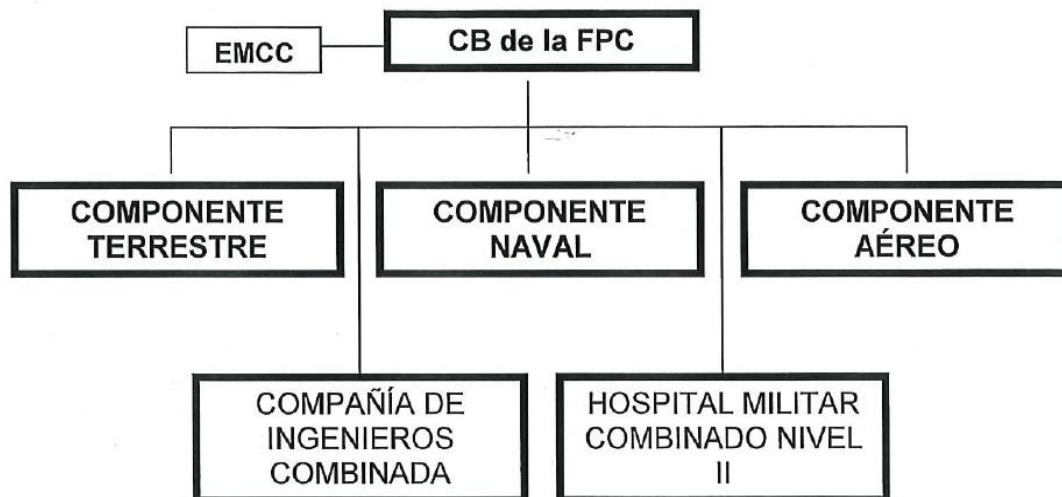 CB de la FPC
EMCC
COMPONENTE
TERRESTRE
COMPONENTE
NAVAL
COMPONENTE
AÉREO
COMPAÑÍA DE
INGENIEROS
COMBINADA
HOSPITAL MILITAR
COMBINADO NIVEL
II